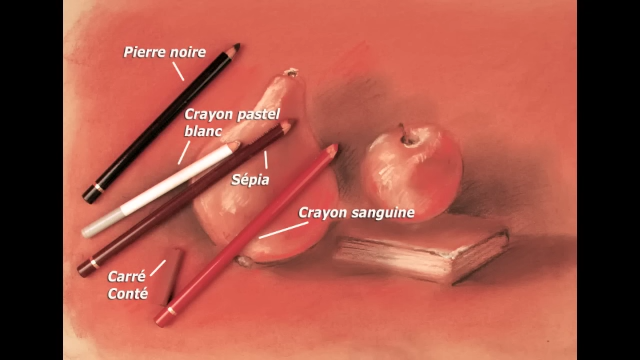 Pierre noire
Crayon pastel
blanc
Sépia
Crayon sanguine
Carré
Conté